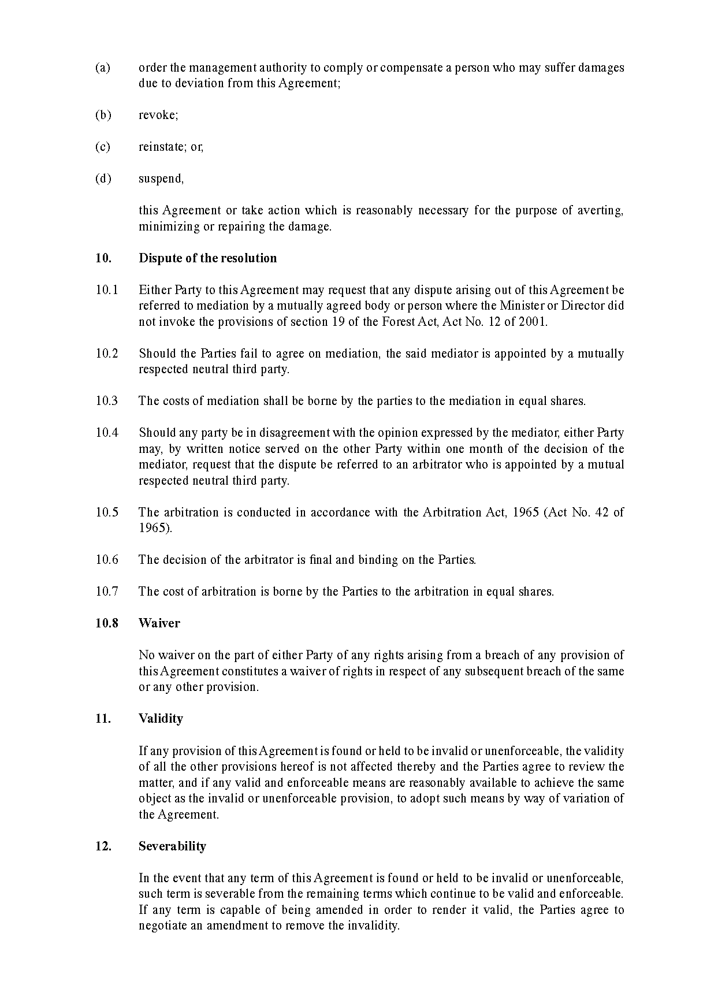 (a) order the management authority to comply or compensate a person who may suffer damages
due to deviation from this Agreement;
(b) revoke;
(c) reinstate; or,
(d) suspend,
this Agreement or take action which is reasonably necessary for the purpose of averting,
minimizing or repairing the damage.
10. Dispute of the resolution
10.1 Either Party to this Agreement may request that any dispute arising out of this Agreement be
referred to mediation by a mutually agreed body or person where the Minister or Director did
not invoke the provisions of section 19 of the Forest Act, Act No. 12 of 2001.
10.2 Should the Parties fail to agree on mediation, the said mediator is appointed by a mutually
respected neutral third party.
10.3 The costs of mediation shall be borne by the parties to the mediation in equal shares.
10.4 Should any party be in disagreement with the opinion expressed by the mediator, either Party
may, by written notice served on the other Party within one month of the decision of the
mediator, request that the dispute be referred to an arbitrator who is appointed by a mutual
respected neutral third party.
10.5 The arbitration is conducted in accordance with the Arbitration Act, 1965 (Act No. 42 of
1965).
10.6 The decision of the arbitrator is final and binding on the Parties.
10.7 The cost of arbitration is borne by the Parties to the arbitration in equal shares.
10.8 Waiver
No waiver on the part of either Party of any rights arising from a breach of any provision of
this Agreement constitutes a waiver of rights in respect of any subsequent breach of the same
or any other provision.
11. Validity
If any provision of this Agreement is found or held to be invalid or unenforceable, the validity
of all the other provisions hereof is not affected thereby and the Parties agree to review the
matter, and if any valid and enforceable means are reasonably available to achieve the same
object as the invalid or unenforceable provision, to adopt such means by way of variation of
the Agreement.
12. Severability
In the event that any term of this Agreement is found or held to be invalid or unenforceable,
such term is severable from the remaining terms which continue to be valid and enforceable.
If any term is capable of being amended in order to render it valid, the Parties agree to
negotiate an amendment to remove the invalidity.